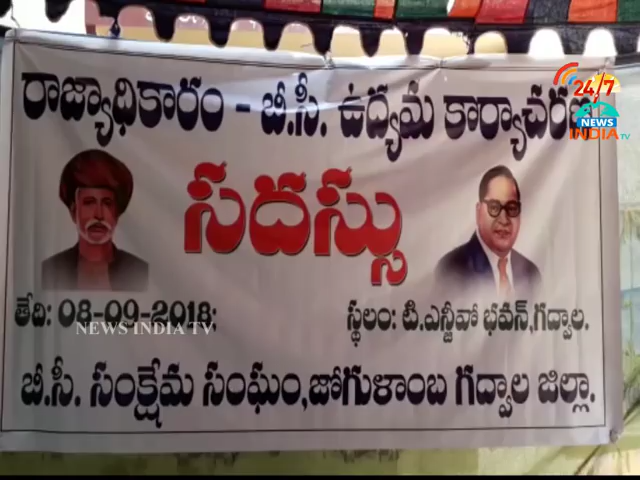 24/7
రాజ్యాధికారం - బీ.సీ. ఉద్యమ కార్యాచరణ
NEWS
INDIA TV
సదస్సు
తేది: 08-09-2018;
స్థలం: టి.ఎన్జీవో భవన్,గద్వాల.
NEWS INDIA TV
బీ.సీ. సంక్షేమ సంఘం,జోగుళాంబ గద్వాల జిల్లా.